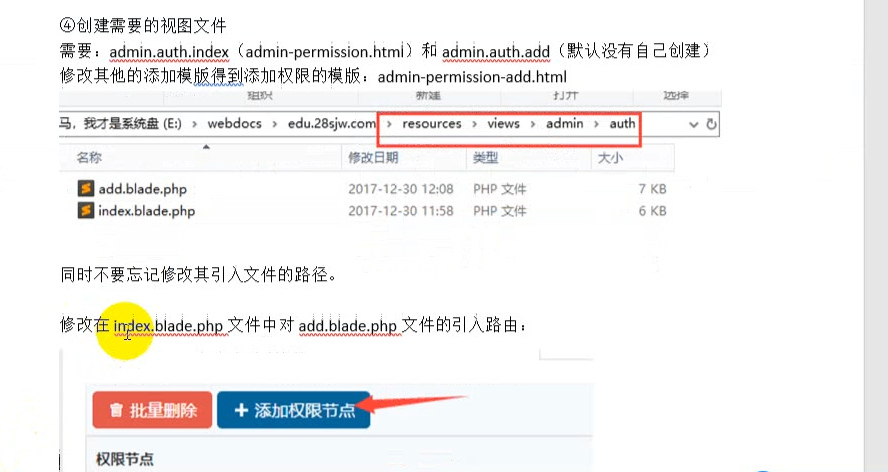 ④创建需要的视图文件
需要：admin.auth.index（admin-permission.html）和 admin.auth.add（默认没有自己创建）
修改其他的添加模版得到添加权限的模版：admin-permission-add.html
组织 新建 打开 选择
马，我才是系统盘 (E:) > webdocs > edu.28sjw.com > resources > views > admin > auth
名称 修改日期 类型 大小
add.blade.php 2017-12-30 12:08 PHP 文件 7 KB
index.blade.php 2017-12-30 11:58 PHP 文件 6 KB
同时不要忘记修改其引入文件的路径。
修改在 index.blade.php 文件中对 add.blade.php 文件的引入路由：
批量删除 + 添加权限节点
权限节点